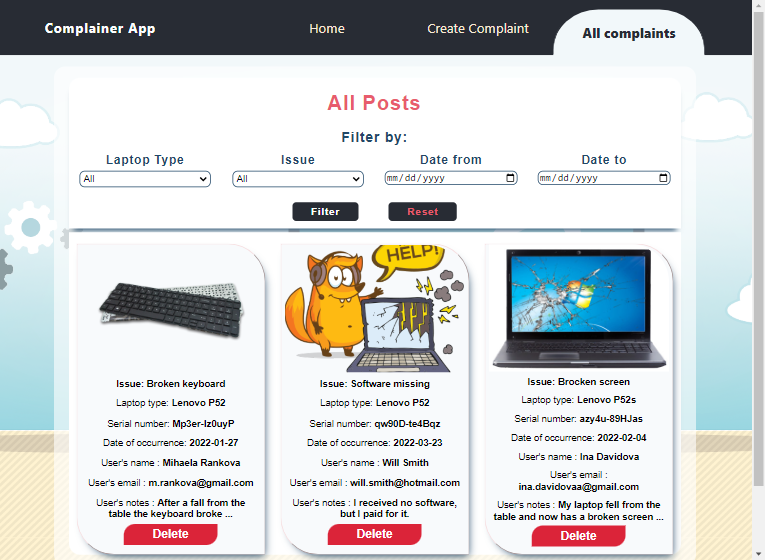 Complainer App
Home
Create Complaint
All complaints
All Posts
Filter by:
Laptop Type
Issue
Date from
Date to
All
All
mm/dd/yyyy
mm/dd/yyyy
Filter
Reset
Issue: Broken keyboard
Laptop type: Lenovo P52
Serial number: Mp3er-Iz0uyP
Date of occurrence: 2022-01-27
User's name : Mihaela Rankova
User's email : m.rankova@gmail.com
User's notes : After a fall from the
table the keyboard broke ...
Delete
HELP!
Issue: Software missing
Laptop type: Lenovo P52
Serial number: qw90D-te4Bqz
Date of occurrence: 2022-03-23
User's name : Will Smith
User's email : will.smith@hotmail.com
User's notes : I received no software,
but I paid for it.
Delete
Issue: Brocken screen
Laptop type: Lenovo P52s
Serial number: azy4u-89HJas
Date of occurrence: 2022-02-04
User's name : Ina Davidova
User's email :
ina.davidovaa@gmail.com
User's notes : My laptop fell from the
table and now has a broken screen ...
Delete